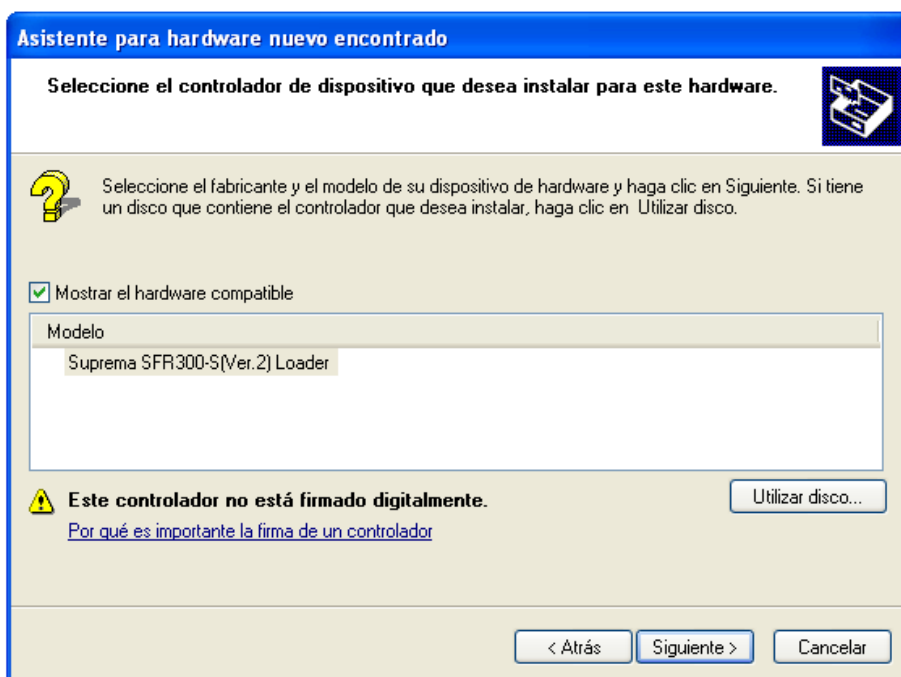 Asistente para hardware nuevo encontrado
Seleccione el controlador de dispositivo que desea instalar para este hardware.
Seleccione el fabricante y el modelo de su dispositivo de hardware y haga clic en Siguiente. Si tiene
un disco que contiene el controlador que desea instalar, haga clic en Utilizar disco.
Mostrar el hardware compatible
Modelo
Suprema SFR300-S(Ver.2) Loader
Este controlador no está firmado digitalmente.
Utilizar disco...
Por qué es importante la firma de un controlador
< Atrás
Siguiente >
Cancelar